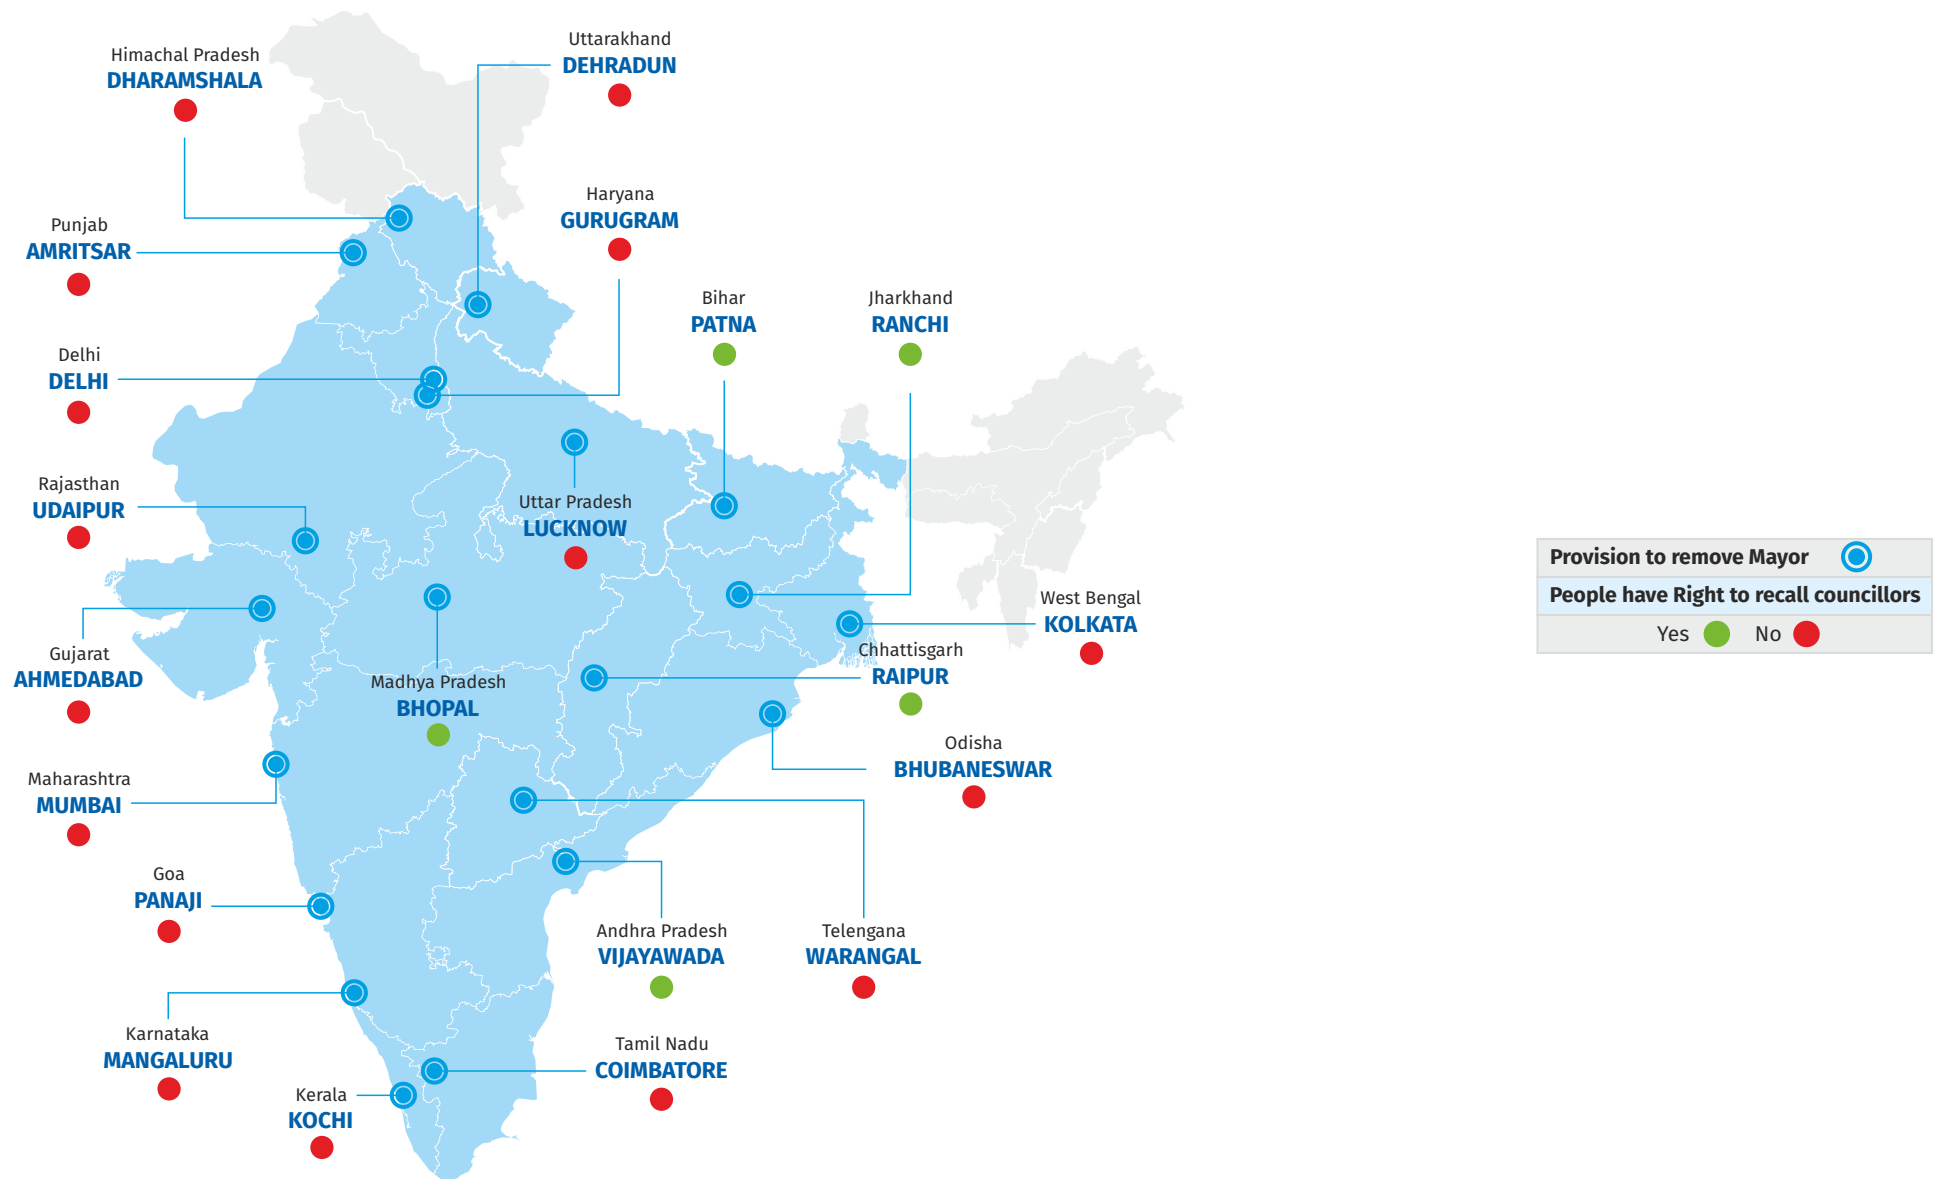 Himachal Pradesh
DHARAMSHALA
Uttarakhand
DEHRADUN
Haryana
GURUGRAM
Punjab
AMRITSAR
Bihar
PATNA
Jharkhand
RANCHI
Delhi
DELHI
Rajasthan
UDAIPUR
Uttar Pradesh
LUCKNOW
Provision to remove Mayor
People have Right to recall councillors
Yes No
West Bengal
KOLKATA
Gujarat
AHMEDABAD
Chhattisgarh
RAIPUR
Madhya Pradesh
BHOPAL
Odisha
BHUBANESWAR
Maharashtra
MUMBAI
Goa
PANAJI
Andhra Pradesh
VIJAYAWADA
Telengana
WARANGAL
Karnataka
MANGALURU
Tamil Nadu
COIMBATORE
Kerala
KOCHI